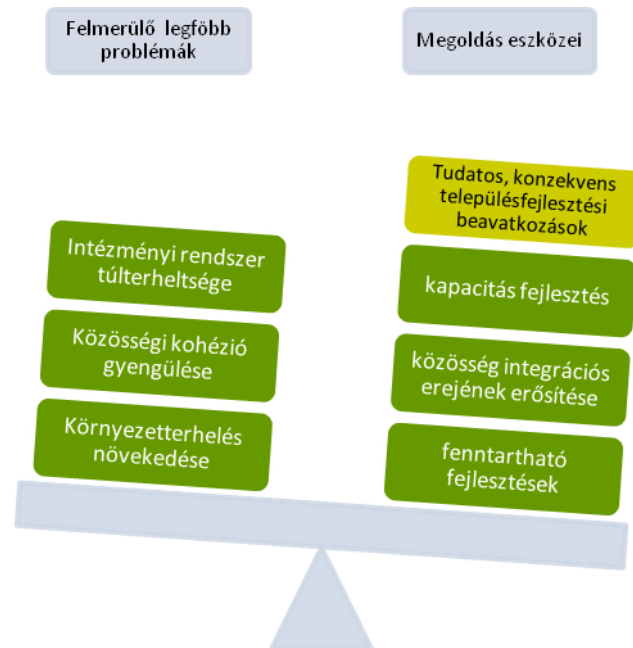 Felmerülő legföbb
problémák
Megoldás eszközei
Intézményi rendszer
túlterheltsége
Közösségi kohézió
gyengülése
Környezetterhelés
növekedése
Tudatos, konzekvens
településfejlesztési
beavatkozások
kapacitás fejlesztés
közösség integrációs
erejének erősítése
fenntartható
fejlesztések